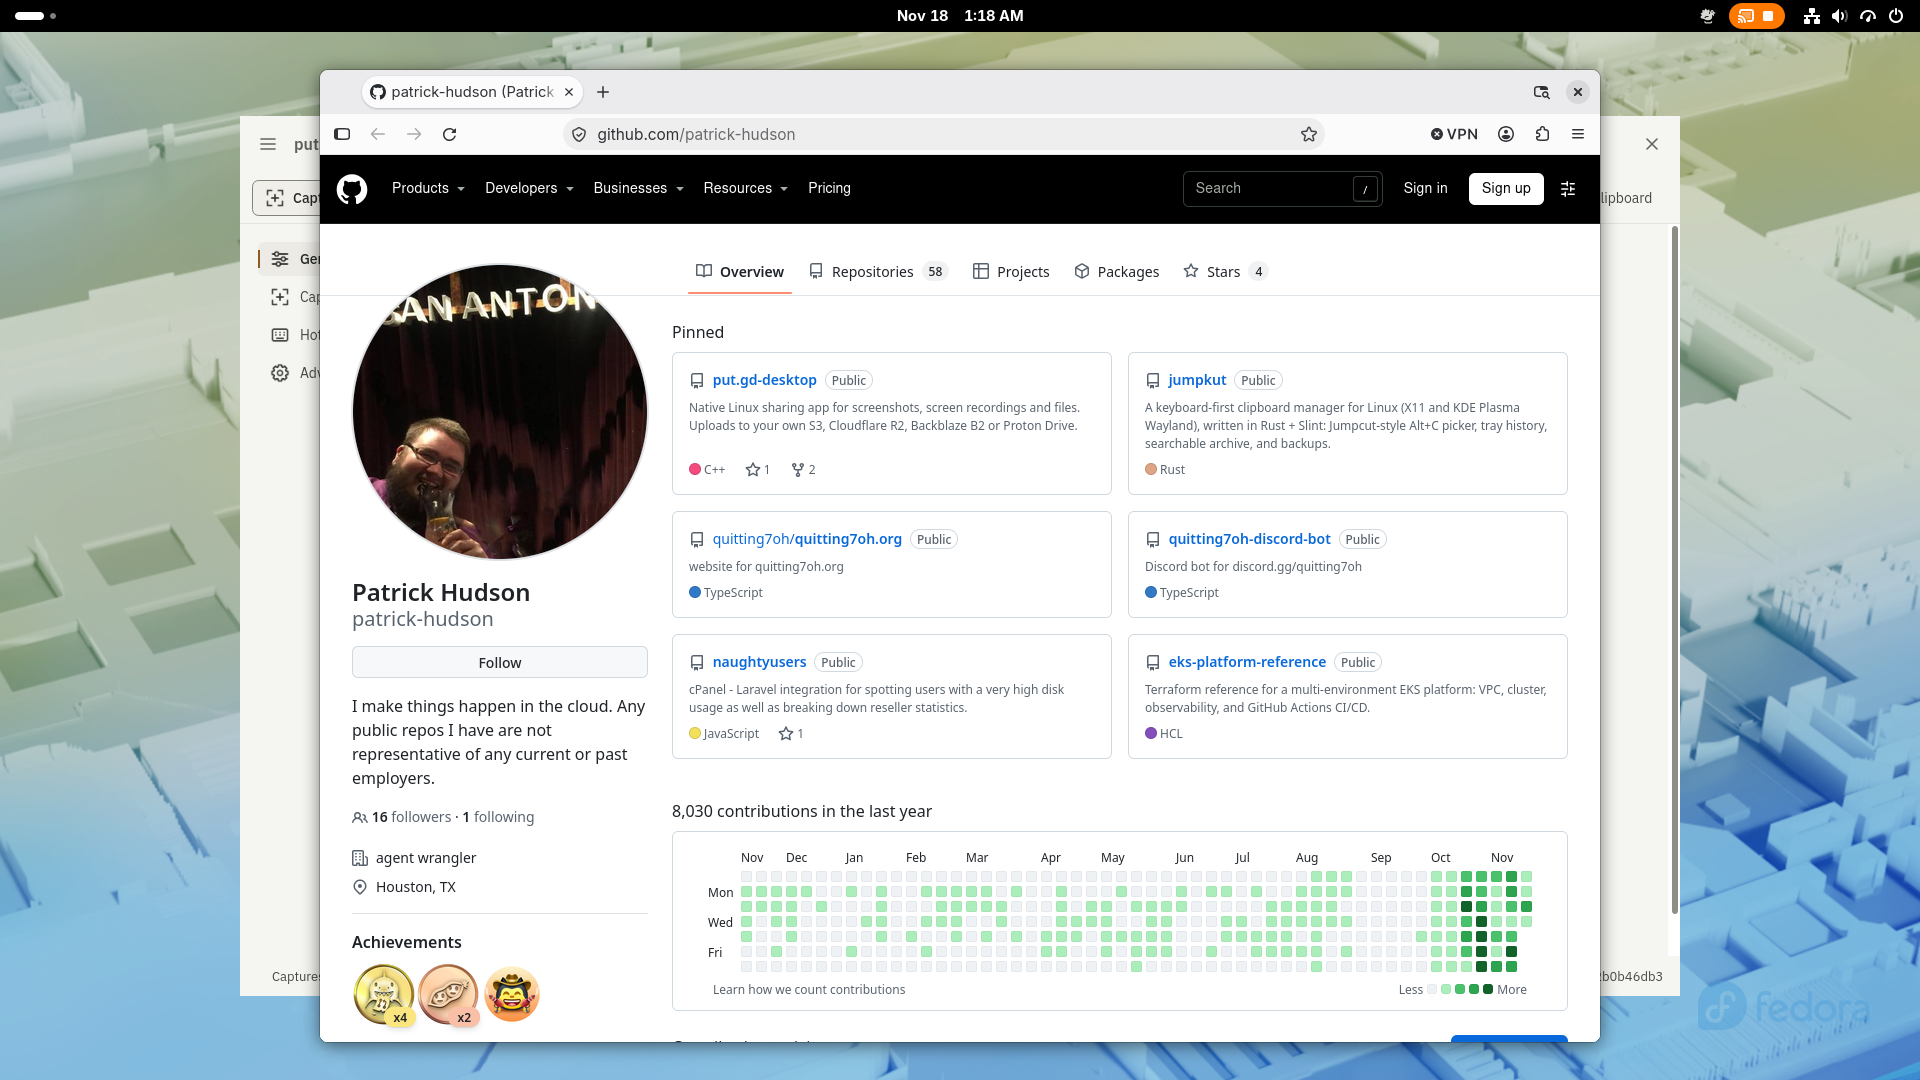 Nov 18 1:18 AM
patrick-hudson (Patrick
github.com/patrick-hudson
VPN
put
Capt
lipboard
Gen
Cap
Hot
Adv
Products
Developers
Businesses
Resources
Pricing
Search
/
Sign in
Sign up
SAN ANTON
Overview
Repositories 58
Projects
Packages
Stars 4
Patrick Hudson
patrick-hudson
Follow
I make things happen in the cloud. Any
public repos I have are not
representative of any current or past
employers.
16 followers · 1 following
agent wrangler
Houston, TX
Achievements
x4
x2
Pinned
put.gd-desktop Public
Native Linux sharing app for screenshots, screen recordings and files.
Uploads to your own S3, Cloudflare R2, Backblaze B2 or Proton Drive.
C++ 1 2
jumpkut Public
A keyboard-first clipboard manager for Linux (X11 and KDE Plasma
Wayland), written in Rust + Slint: Jumpcut-style Alt+C picker, tray history,
searchable archive, and backups.
Rust
quitting7oh/quitting7oh.org Public
website for quitting7oh.org
TypeScript
quitting7oh-discord-bot Public
Discord bot for discord.gg/quitting7oh
TypeScript
naughtyusers Public
cPanel - Laravel integration for spotting users with a very high disk
usage as well as breaking down reseller statistics.
JavaScript 1
eks-platform-reference Public
Terraform reference for a multi-environment EKS platform: VPC, cluster,
observability, and GitHub Actions CI/CD.
HCL
8,030 contributions in the last year
Nov Dec Jan Feb Mar Apr May Jun Jul Aug Sep Oct Nov
Mon
Wed
Fri
Learn how we count contributions
Less More
Captures
2b0b46db3
fedora